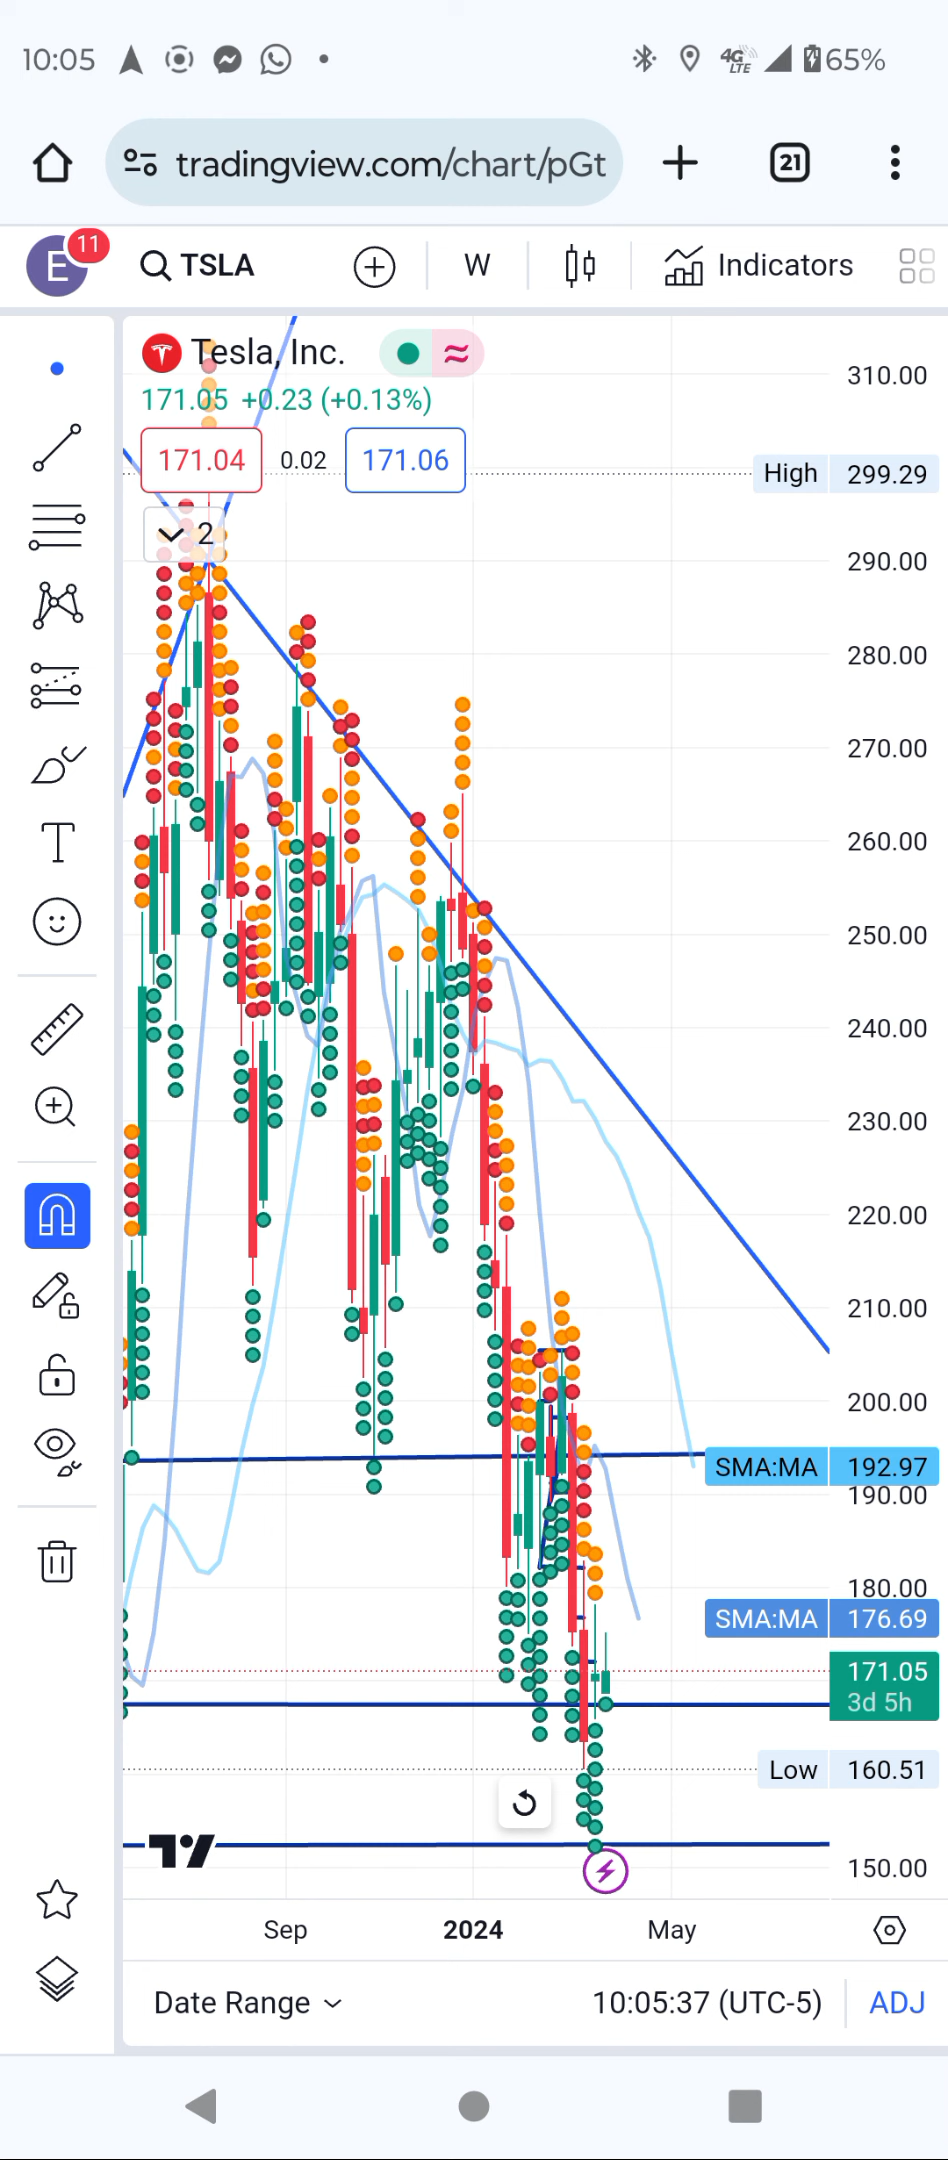 10:05
4G LTE 65%
tradingview.com/chart/pGt
21
E 11 TSLA W Indicators
Tesla, Inc.
171.05 +0.23 (+0.13%)
171.04 0.02 171.06
2
310.00
High 299.29
290.00
280.00
270.00
260.00
250.00
240.00
230.00
220.00
210.00
200.00
SMA:MA 192.97
190.00
180.00
SMA:MA 176.69
171.05
3d 5h
Low 160.51
150.00
Sep 2024 May
Date Range 10:05:37 (UTC-5) ADJ